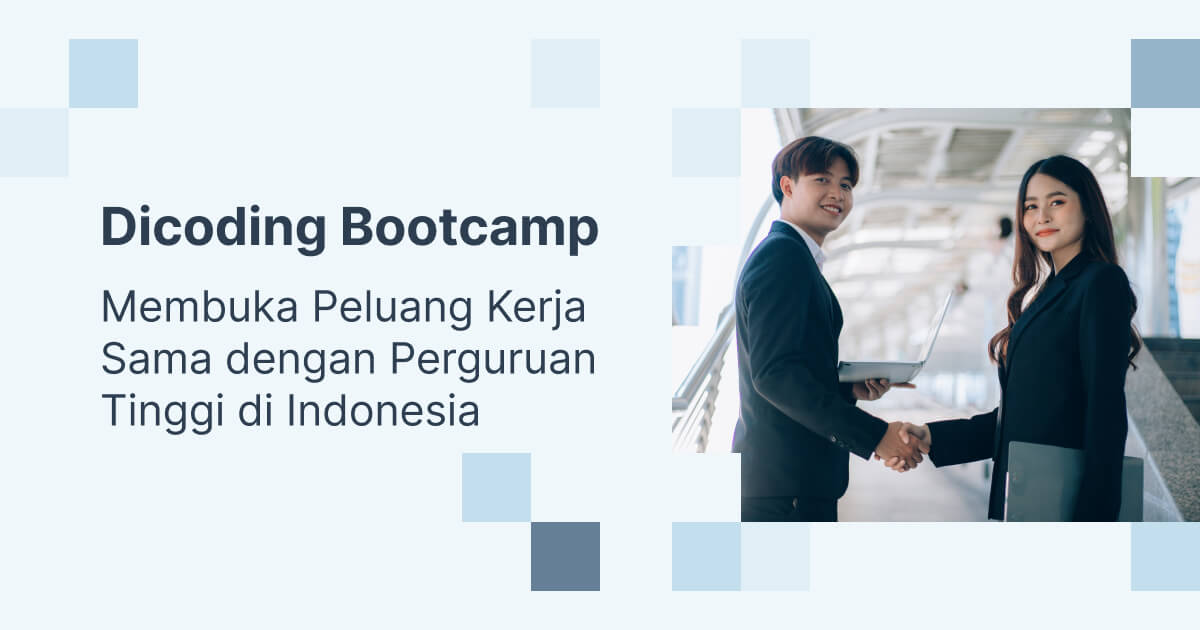 Dicoding Bootcamp
Membuka Peluang Kerja
Sama dengan Perguruan
Tinggi di Indonesia